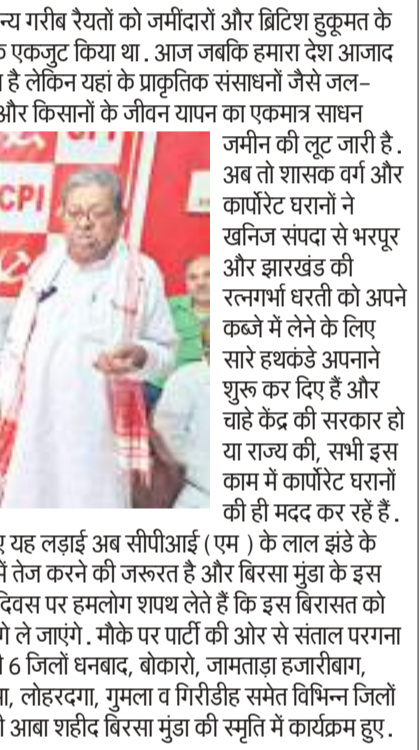 न्य गरीब रैयतों को जमींदारों और ब्रिटिश हुकूमत के
एकजुट किया था. आज जबकि हमारा देश आजाद
है लेकिन यहां के प्राकृतिक संसाधनों जैसे जल-
और किसानों के जीवन यापन का एकमात्र साधन
जमीन की लूट जारी है.
अब तो शासक वर्ग और
कार्पोरेट घरानों ने
खनिज संपदा से भरपूर
और झारखंड की
रत्नगर्भा धरती को अपने
कब्जे में लेने के लिए
सारे हथकंडे अपनाने
शुरू कर दिए हैं और
चाहे केंद्र की सरकार हो
या राज्य की, सभी इस
काम में कार्पोरेट घरानों
की ही मदद कर रहें हैं.
CPI
CPI
यह लड़ाई अब सीपीआई (एम) के लाल झंडे के
में तेज करने की जरूरत है और बिरसा मुंडा के इस
दिवस पर हमलोग शपथ लेते हैं कि इस बिरासत को
गे ले जाएंगे. मौके पर पार्टी की ओर से संताल परगना
6 जिलों धनबाद, बोकारो, जामताड़ा हजारीबाग,
लोहरदगा, गुमला व गिरीडीह समेत विभिन्न जिलों
आबा शहीद बिरसा मुंडा की स्मृति में कार्यक्रम हुए.